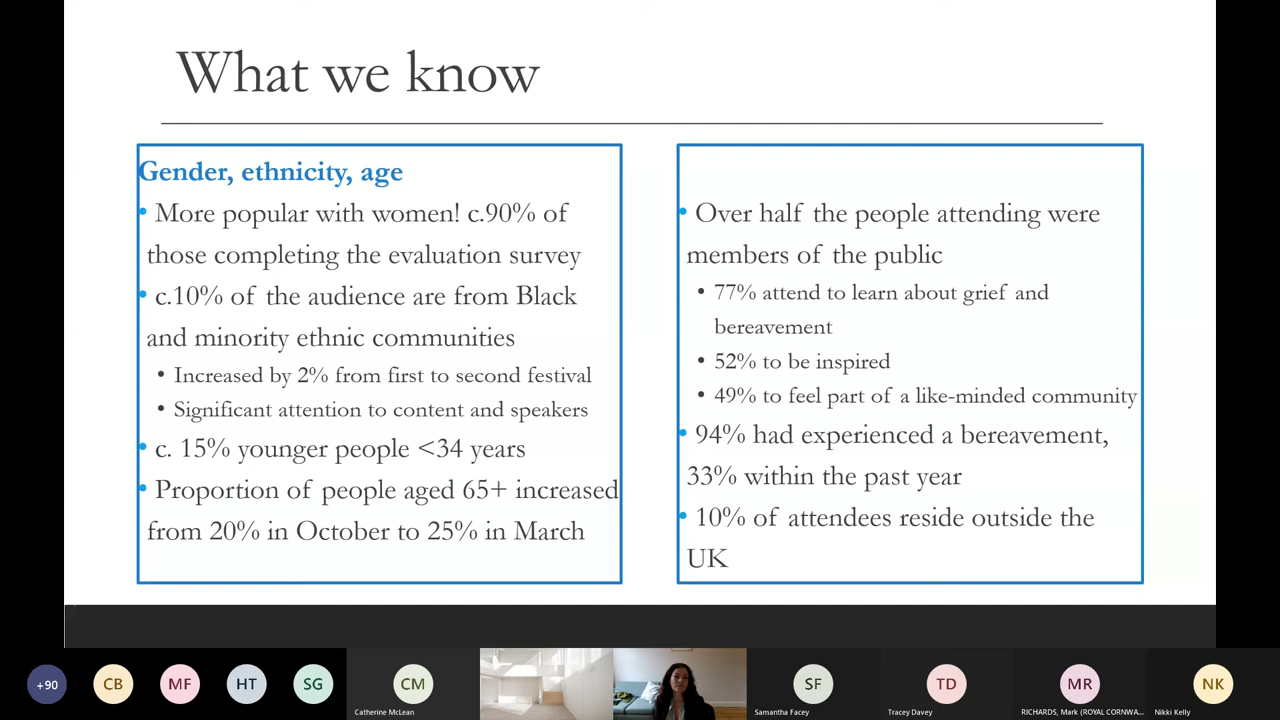 What we know
Gender, ethnicity, age
• More popular with women! c.90% of
those completing the evaluation survey
• c.10% of the audience are from Black
and minority ethnic communities
• Increased by 2% from first to second festival
• Significant attention to content and speakers
• c. 15% younger people <34 years
• Proportion of people aged 65+ increased
from 20% in October to 25% in March
• Over half the people attending were
members of the public
• 77% attend to learn about grief and
bereavement
• 52% to be inspired
• 49% to feel part of a like-minded community
• 94% had experienced a bereavement,
33% within the past year
• 10% of attendees reside outside the
UK
+90
CB
MF
HT
SG
CM
Catherine McLean
SF
Samantha Facey
TD
Tracey Davey
MR
RICHARDS, Mark (ROYAL CORNWA...
NK
Nikki Kelly